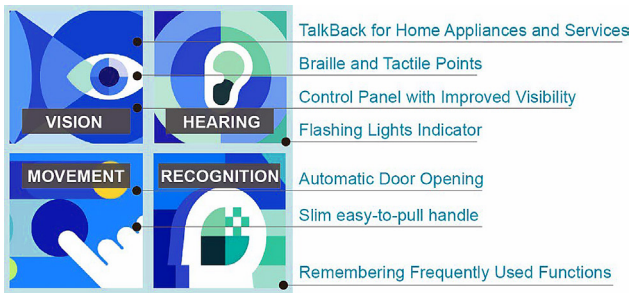 VISION
HEARING
MOVEMENT
RECOGNITION
TalkBack for Home Appliances and Services
Braille and Tactile Points
Control Panel with Improved Visibility
Flashing Lights Indicator
Automatic Door Opening
Slim easy-to-pull handle
Remembering Frequently Used Functions